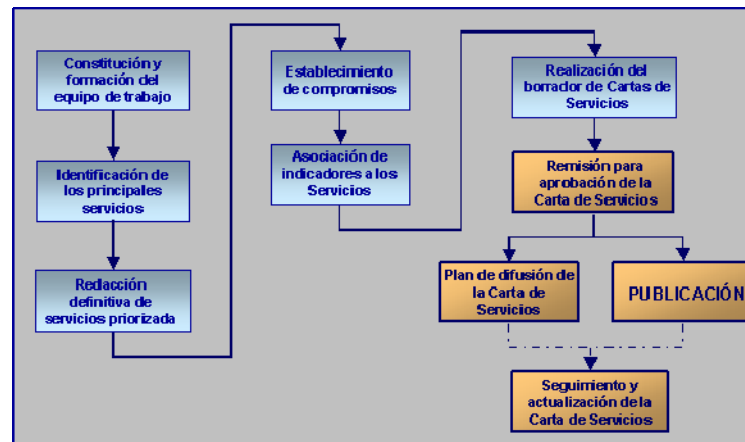 Constitución y
formación del
equipo de trabajo
Identificación de
los principales
servicios
Redacción
definitiva de
servicios priorizada
Establecimiento
de compromisos
Asociación de
indicadores a los
Servicios
Realización del
borrador de Cartas de
Servicios
Remisión para
aprobación de la
Carta de Servicios
Plan de difusión de
la Carta de
Servicios
PUBLICACIÓN
Seguimiento y
actualización de la
Carta de Servicios